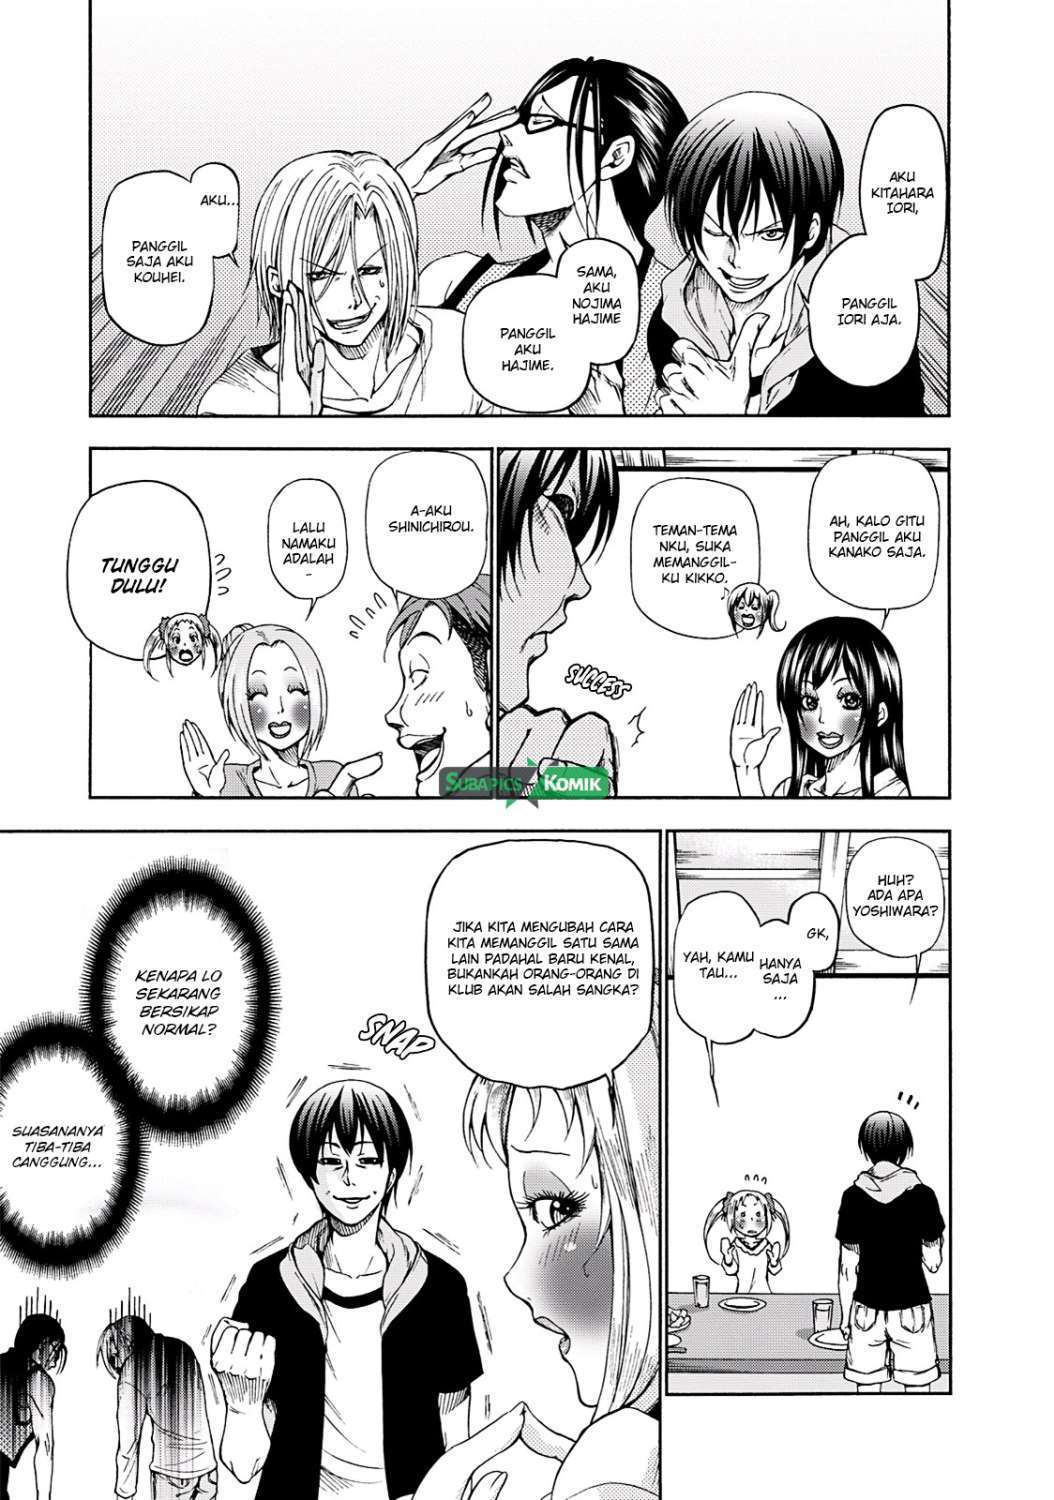 AKU
KITAHARA
IORI,
PANGGIL
IORI AJA.
SAMA,
AKU
NOJIMA
HAJIME
PANGGIL
AKU
HAJIME.
AKU...
PANGGIL
SAJA AKU
KOUHEI.
AH, KALO GITU
PANGGIL AKU
KANAKO SAJA.
TEMAN-TEMA
NKU, SUKA
MEMANGGIL-
KU KIKKO.
SUCCESS
A-AKU
SHINICHIROU.
LALU
NAMAKU
ADALAH
-
TUNGGU
DULU!
SUBAPICS KOMIK
HUH?
ADA APA
YOSHIWARA?
GK,
HANYA
SAJA
...
YAH, KAMU
TAU...
JIKA KITA MENGUBAH CARA
KITA MEMANGGIL SATU SAMA
LAIN PADAHAL BARU KENAL,
BUKANKAH ORANG-ORANG DI
KLUB AKAN SALAH SANGKA?
SNAP
KENAPA LO
SEKARANG
BERSIKAP
NORMAL?
SUASANANYA
TIBA-TIBA
CANGGUNG...